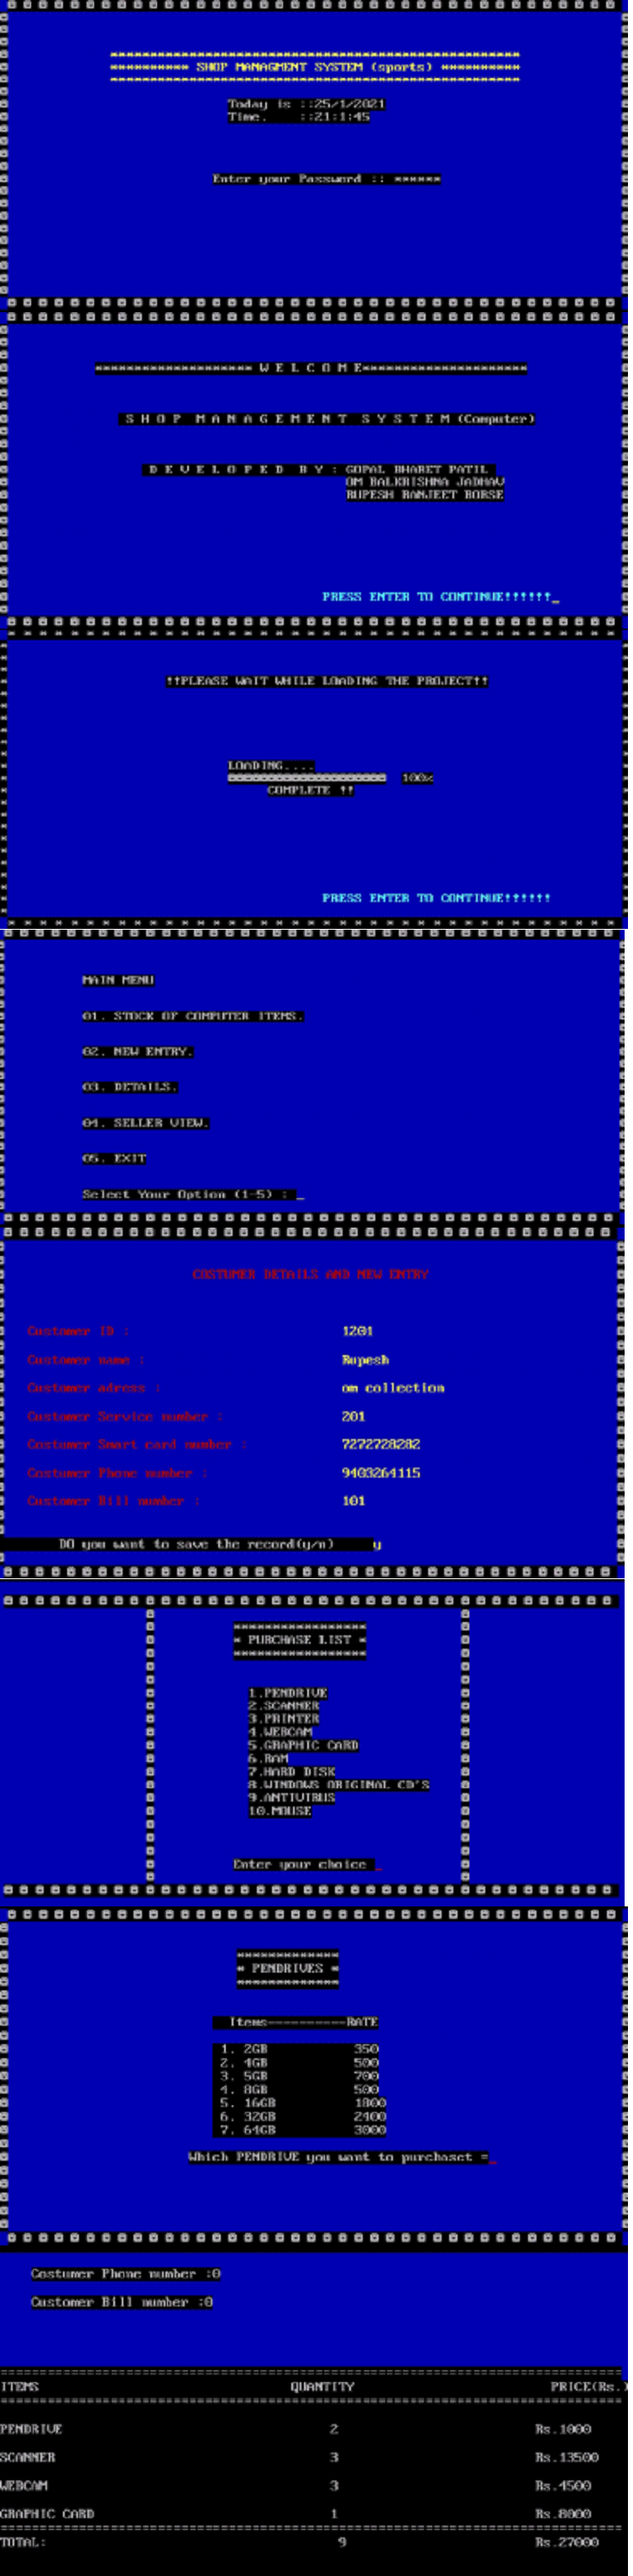 *****************************************************
********** SHOP MANAGMENT SYSTEM (sports) **********
*****************************************************
Today is ::25/1/2021
Time.    ::21:1:45
Enter your Password :: ******
******************** W E L C O M E*********************
S H O P  M A N A G E M E N T  S Y S T E M (Computer)
D E V E L O P E D  B Y : GOPAL BHARET PATIL
OM BALKRISHNA JADHAV
RUPESH RANJEET BORSE
PRESS ENTER TO CONTINUE!!!!!!_
!!PLEASE WAIT WHILE LOADING THE PROJECT!!
LOADING....
100%
COMPLETE !!
PRESS ENTER TO CONTINUE!!!!!!
MAIN MENU
01. STOCK OF COMPUTER ITEMS.
02. NEW ENTRY.
03. DETAILS.
04. SELLER VIEW.
05. EXIT
Select Your Option (1-5) : _
COSTUMER DETAILS AND NEW ENTRY
Customer ID : 1201
Customer name : Rupesh
Customer adress : om collection
Customer Service number : 201
Costumer Smart card number : 7272728282
Costumer Phone number : 9403264115
Customer Bill number : 101
DO you want to save the record(y/n) y
*****************
* PURCHASE LIST *
*****************
1.PENDRIVE
2.SCANNER
3.PRINTER
4.WEBCAM
5.GRAPHIC CARD
6.RAM
7.HARD DISK
8.WINDOWS ORIGINAL CD'S
9.ANTIVIRUS
10.MOUSE
Enter your choice _
*************
* PENDRIVES *
*************
Items----------RATE
1. 2GB 350
2. 4GB 500
3. 5GB 700
4. 8GB 500
5. 16GB 1800
6. 32GB 2400
7. 64GB 3000
Which PENDRIVE you want to purchaset =_
Costumer Phone number :0
Customer Bill number :0
ITEMS QUANTITY PRICE(Rs.)
PENDRIVE 2 Rs.1000
SCANNER 3 Rs.13500
WEBCAM 3 Rs.4500
GRAPHIC CARD 1 Rs.8000
TOTAL: 9 Rs.27000